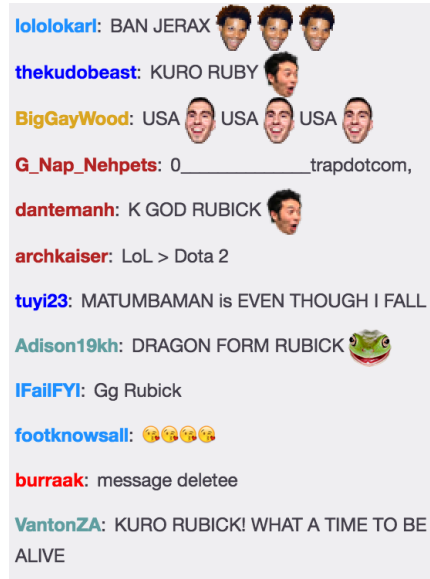 lololokarl: BAN JERAX
thekudobeast: KURO RUBY
BigGayWood: USA USA USA
G_Nap_Nehpets: 0_____________trapdotcom,
dantemanh: K GOD RUBICK
archkaiser: LoL > Dota 2
tuyi23: MATUMBAMAN is EVEN THOUGH I FALL
Adison19kh: DRAGON FORM RUBICK
IFailFYI: Gg Rubick
footknowsall: 😘😘😘😘
burraak: message deletee
VantonZA: KURO RUBICK! WHAT A TIME TO BE
ALIVE